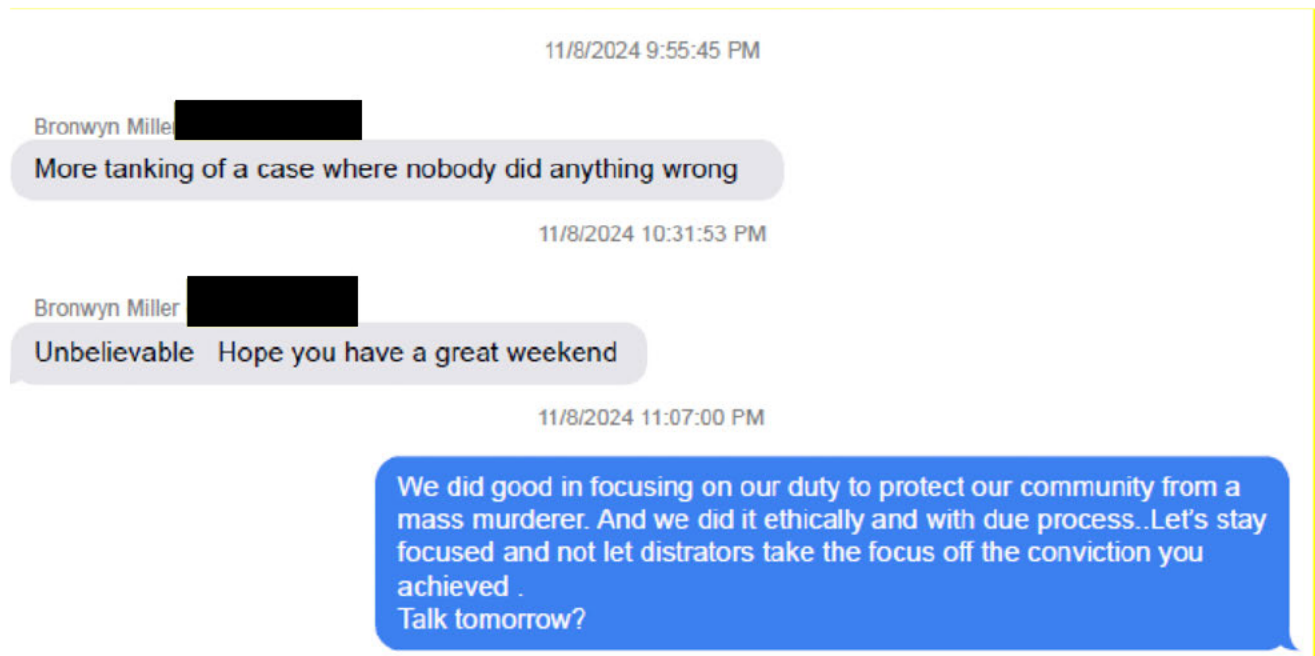 11/8/2024 9:55:45 PM
Bronwyn Miller
More tanking of a case where nobody did anything wrong
11/8/2024 10:31:53 PM
Bronwyn Miller
Unbelievable   Hope you have a great weekend
11/8/2024 11:07:00 PM
We did good in focusing on our duty to protect our community from a
mass murderer. And we did it ethically and with due process..Let's stay
focused and not let distrators take the focus off the conviction you
achieved .
Talk tomorrow?